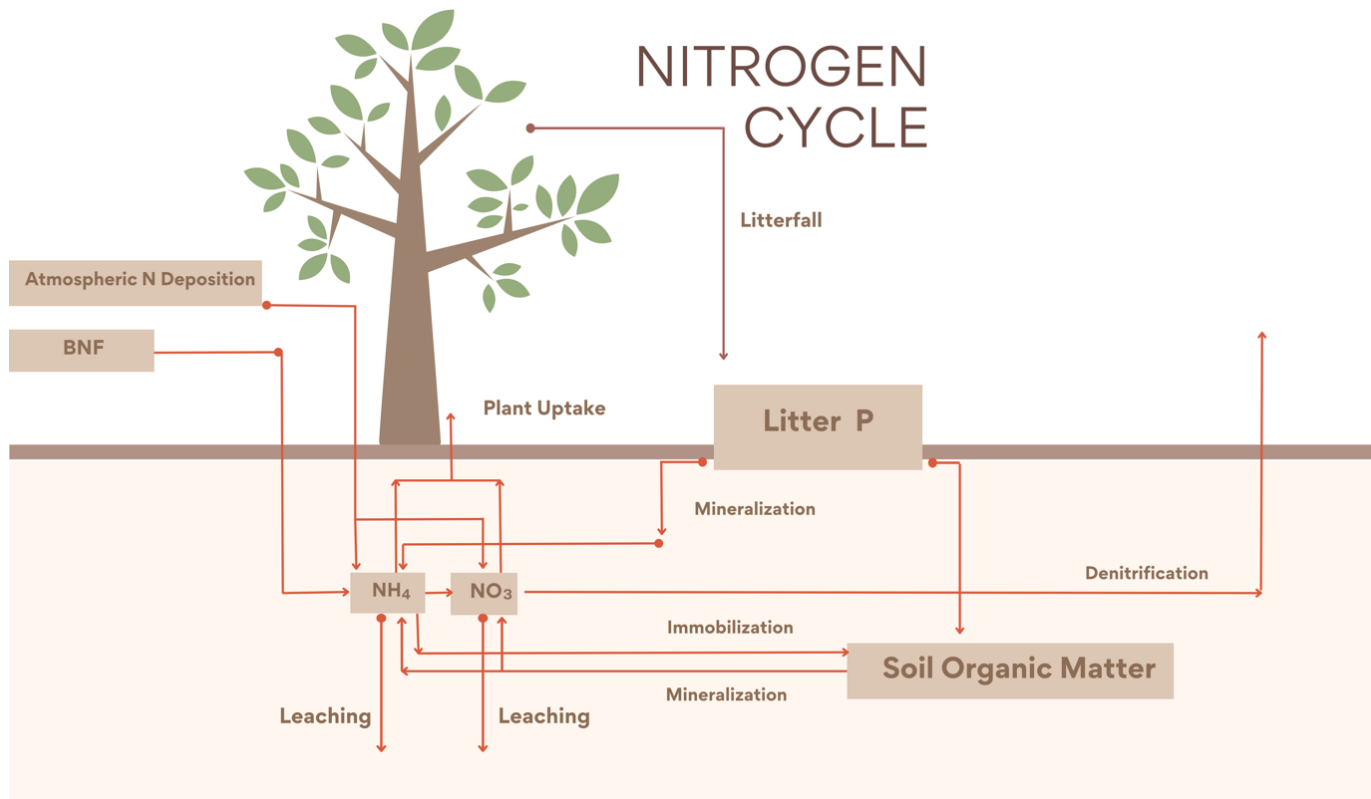 NITROGEN
CYCLE
Litterfall
Atmospheric N Deposition
BNF
Plant Uptake
Litter P
Mineralization
Denitrification
NH₄
NO₃
Immobilization
Soil Organic Matter
Mineralization
Leaching
Leaching